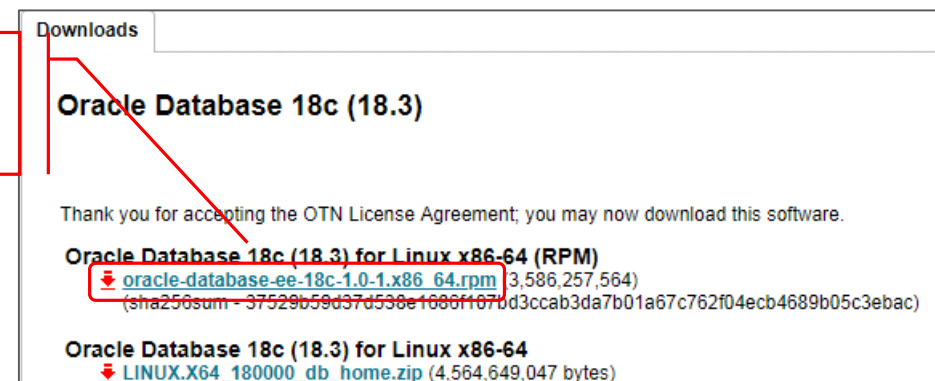 Downloads
Oracle Database 18c (18.3)
Thank you for accepting the OTN License Agreement; you may now download this software.
Oracle Database 18c (18.3) for Linux x86-64 (RPM)
oracle-database-ee-18c-1.0-1.x86_64.rpm (3,586,257,564)
(sha256sum -
Oracle Database 18c (18.3) for Linux x86-64
LINUX.X64_180000_db_home.zip (4,564,649,047 bytes)